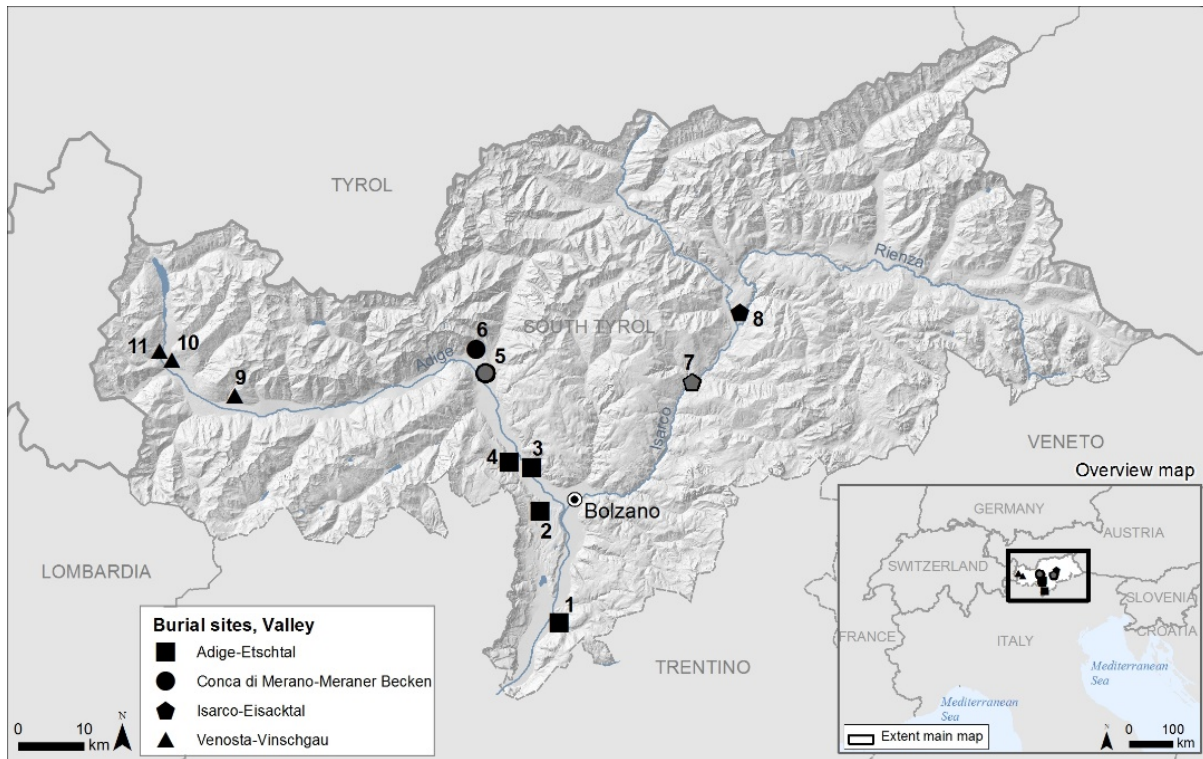 TYROL
Rienza
SOUTH TYROL
6
5
8
7
11
10
9
Adige
Isarco
VENETO
3
4
Overview map
Bolzano
2
GERMANY
AUSTRIA
SWITZERLAND
SLOVENIA
CROATIA
FRANCE
ITALY
Mediterranean
Sea
Mediterranean
Sea
Extent main map
N
0 100
km
LOMBARDIA
1
TRENTINO
Burial sites, Valley
Adige-Etschtal
Conca di Merano-Meraner Becken
Isarco-Eisacktal
Venosta-Vinschgau
0 10
km
N